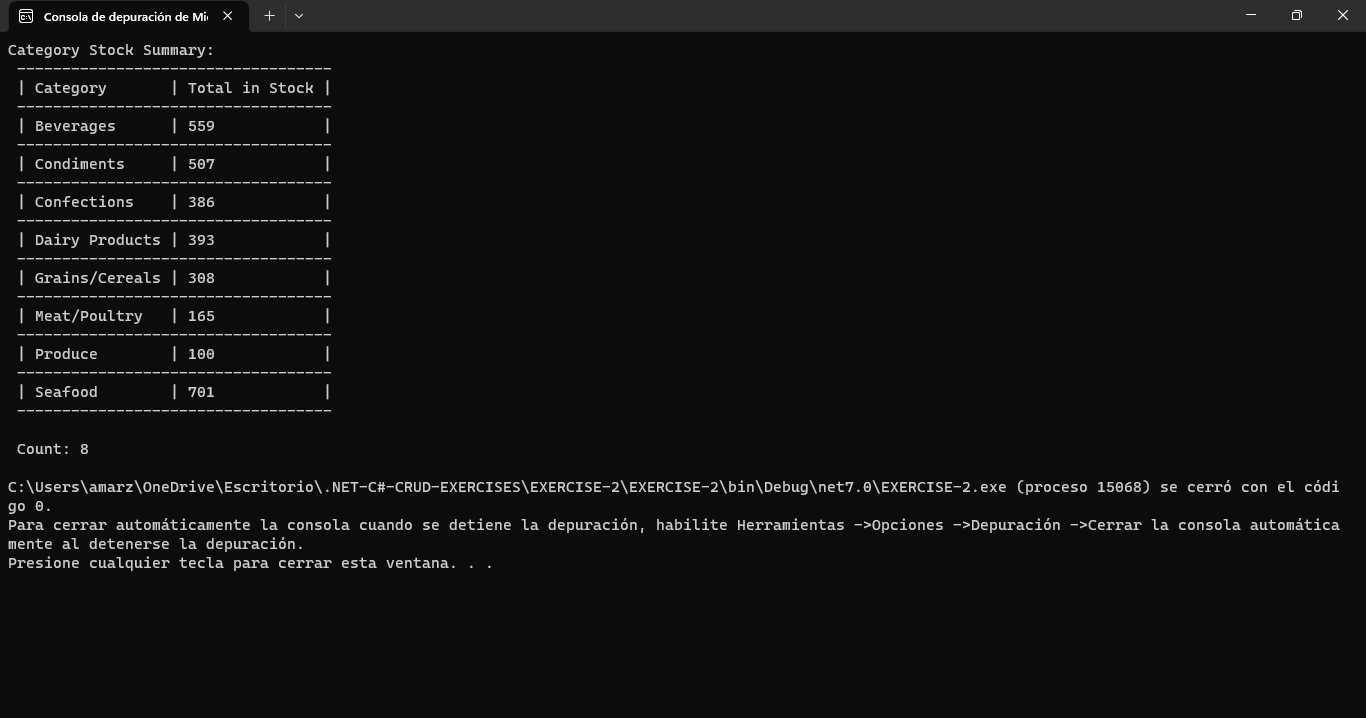 Consola de depuración de Mi
Category Stock Summary:
----------------------------------- 
| Category       | Total in Stock |
-----------------------------------
| Beverages      | 559            |
-----------------------------------
| Condiments     | 507            |
-----------------------------------
| Confections    | 386            |
-----------------------------------
| Dairy Products | 393            |
-----------------------------------
| Grains/Cereals | 308            |
-----------------------------------
| Meat/Poultry   | 165            |
-----------------------------------
| Produce        | 100            |
-----------------------------------
| Seafood        | 701            |
-----------------------------------
Count: 8
C:\Users\amarz\OneDrive\Escritorio\.NET-C#-CRUD-EXERCISES\EXERCISE-2\EXERCISE-2\bin\Debug\net7.0\EXERCISE-2.exe (proceso 15068) se cerró con el códi
go 0.
Para cerrar automáticamente la consola cuando se detiene la depuración, habilite Herramientas ->Opciones ->Depuración ->Cerrar la consola automática
mente al detenerse la depuración.
Presione cualquier tecla para cerrar esta ventana. . .